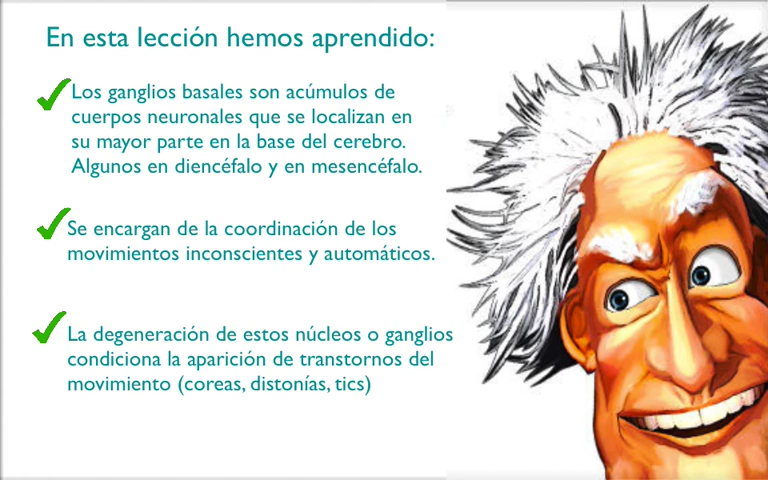 En esta lección hemos aprendido:
Los ganglios basales son acúmulos de
cuerpos neuronales que se localizan en
su mayor parte en la base del cerebro.
Algunos en diencéfalo y en mesencéfalo.
Se encargan de la coordinación de los
movimientos inconscientes y automáticos.
La degeneración de estos núcleos o ganglios
condiciona la aparición de transtornos del
movimiento (coreas, distonías, tics)